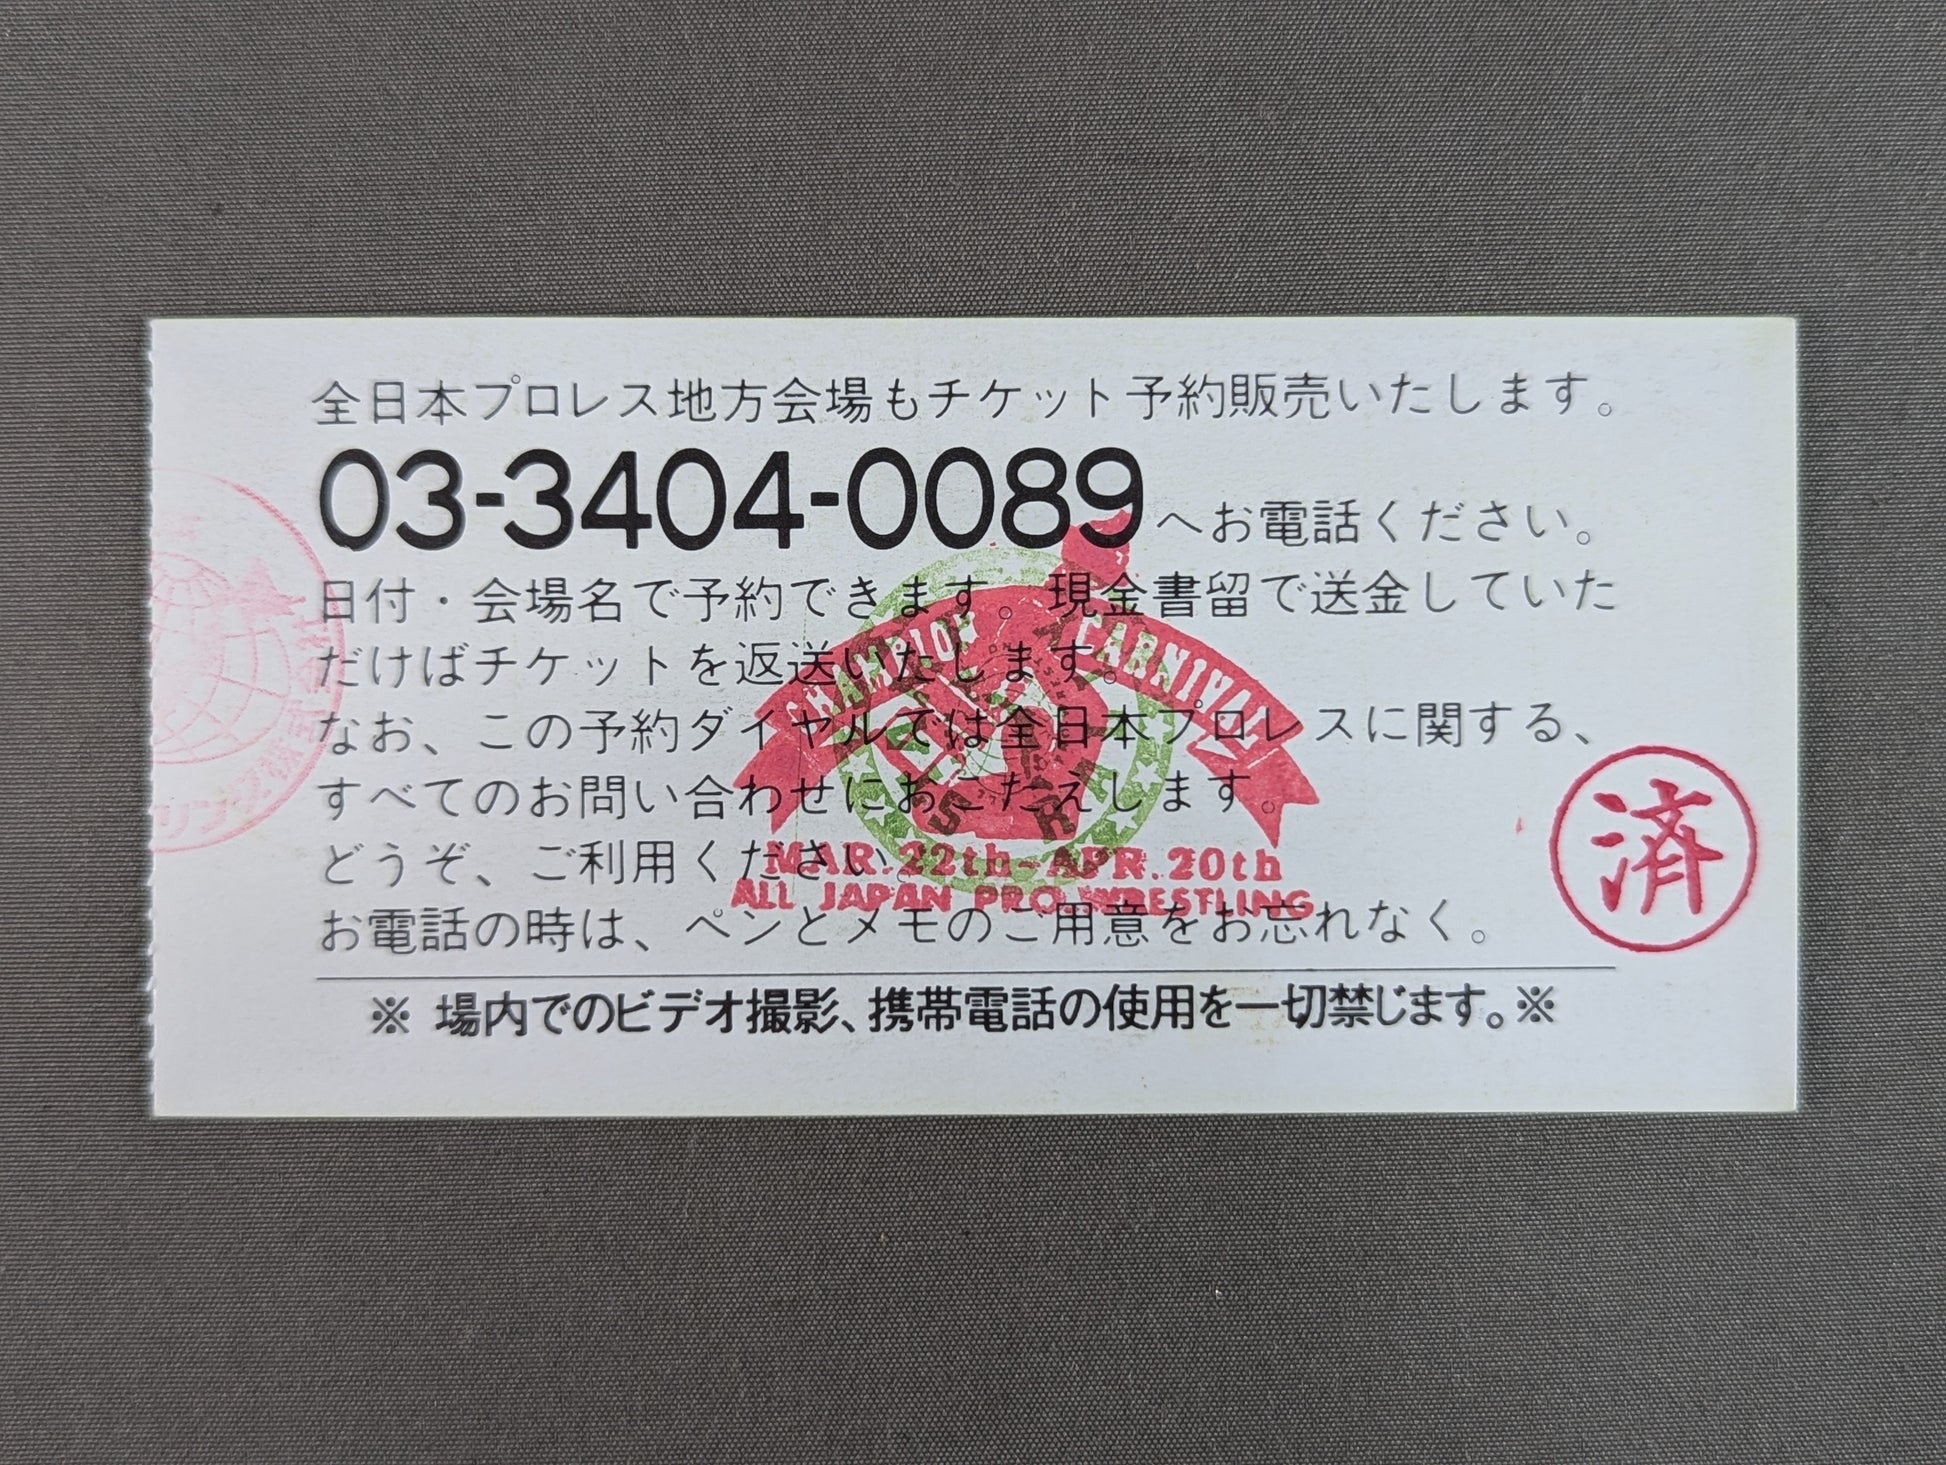 全日本プロレス地方会場もチケット予約販売いたします。
03-3404-0089へお電話ください。
日付・会場名で予約できます。現金書留で送金していた
だけばチケットを返送いたします。
なお、この予約ダイヤルでは全日本プロレスに関する、
すべてのお問い合わせにおこたえします。
どうぞ、ご利用ください。
お電話の時は、ペンとメモのご用意をお忘れなく。
※ 場内でのビデオ撮影、携帯電話の使用を一切禁じます。※
CHAMPION CARNIVAL
MAR.22th-APR.20th
ALL JAPAN PRO-WRESTLING
済